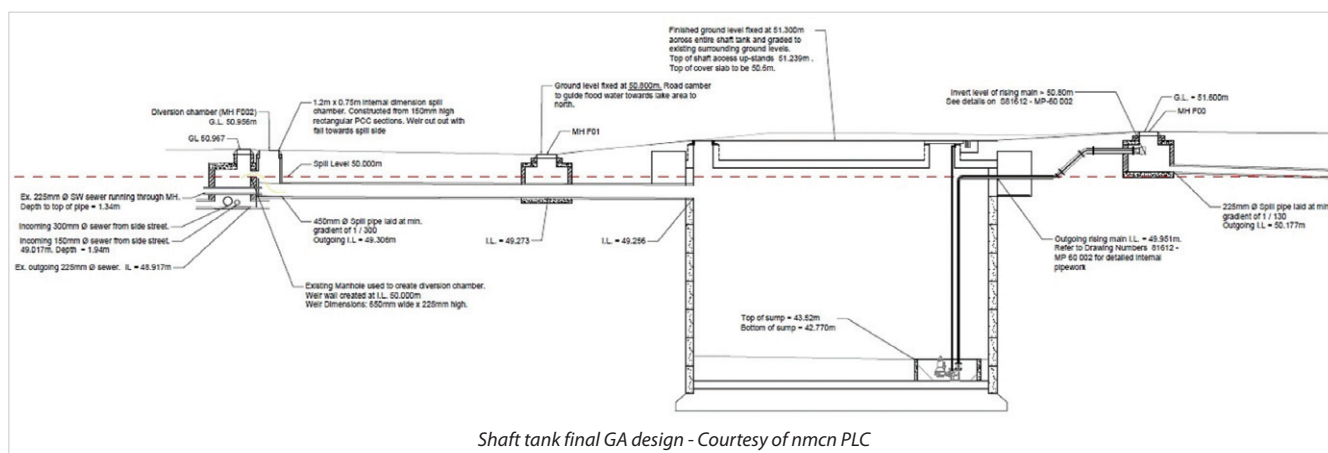 Finished ground level fixed at 51.300m
across entire shaft tank and graded to
existing surrounding ground levels.
Top of shaft access up-stands 51.239m .
Top of cover slab to be 50.6m.
Ground level fixed at 50.800m. Road camber
to guide flood water towards lake area to
north.
MH F01
1.2m x 0.75m internal dimension spill
chamber. Constructed from 150mm high
rectangular PCC sections. Weir cut out with
fall towards spill side
Diversion chamber (MH F002)
G.L. 50.956m
GL 50.967
Spill Level 50.000m
Invert level of rising main > 50.80m
See details on S81612 - MP-60 002
G.L. = 51.600m
MH F00
Ex. 225mm Ø SW sewer running through MH.
Depth to top of pipe = 1.34m
Incoming 300mm Ø sewer from side street.
Incoming 150mm Ø sewer from side street.
49.017m. Depth = 1.94m
Ex. outgoing 225mm Ø sewer. IL = 48.917m
450mm Ø Spill pipe laid at min.
gradient of 1 / 300
Outgoing I.L = 49.306m
I.L. = 49.273
I.L. = 49.256
Existing Manhole used to create diversion chamber.
Weir wall created at I.L. 50.000m
Weir Dimensions: 650mm wide x 225mm high.
225mm Ø Spill pipe laid at min
gradient of 1 / 130
Outgoing I.L = 50.177m
Outgoing rising main I.L. = 49.951m.
Refer to Drawing Numbers 81612 -
MP 60 002 for detailed internal
pipework
Top of sump = 43.52m
Bottom of sump = 42.770m
Shaft tank final GA design - Courtesy of nmcn PLC